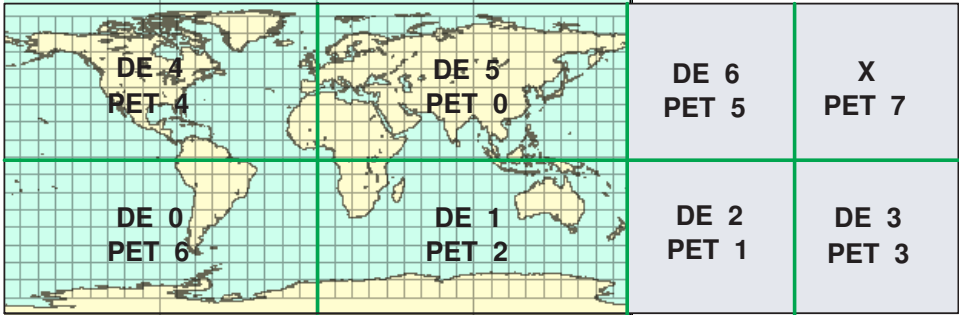 DE 4
PET 4
DE 5
PET 0
DE 6
PET 5
X
PET 7
DE 0
PET 6
DE 1
PET 2
DE 2
PET 1
DE 3
PET 3